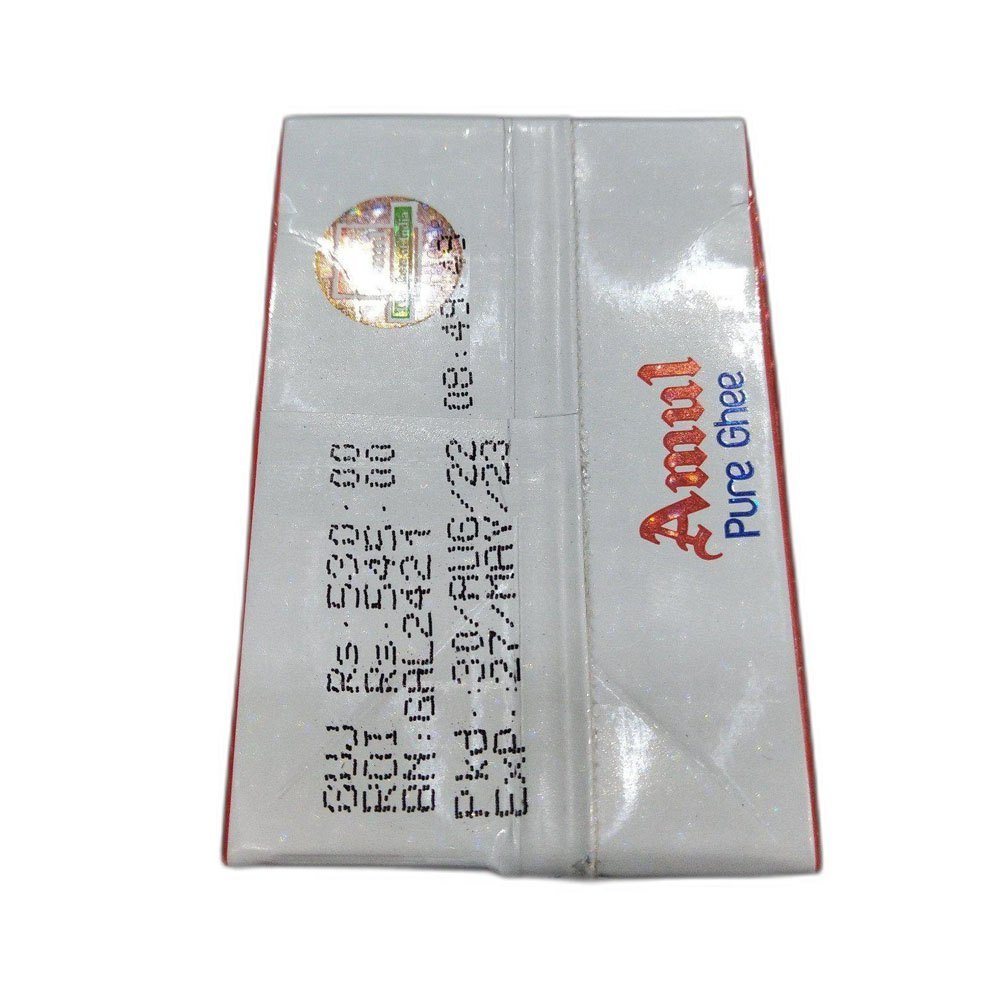 GUJ Rs.530.00
ROI Rs.545.00
BN:GAL2421
Pkd.:30/AUG/22 08:49:
EXP.:27/MAY/23
Amul
Pure Ghee